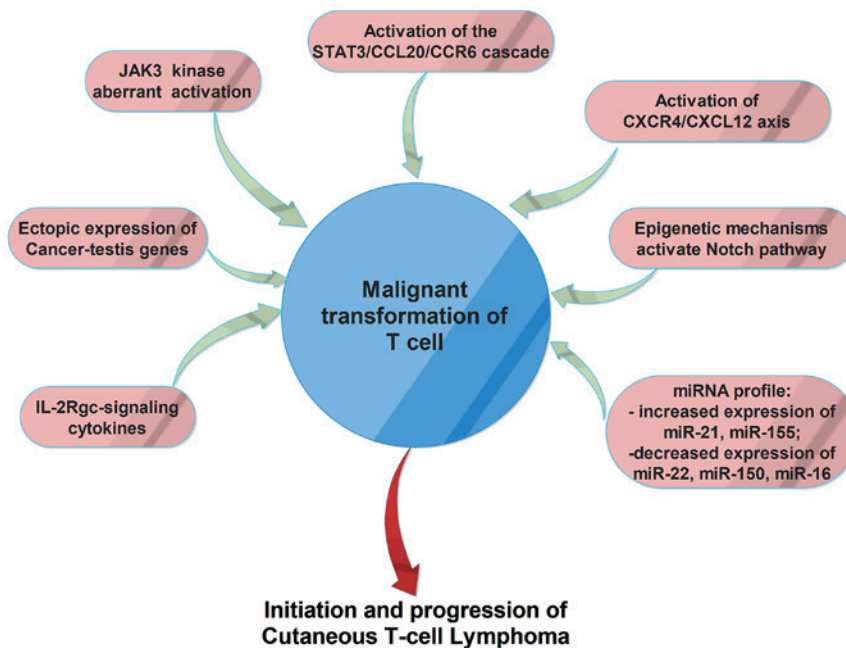 Activation of the
STAT3/CCL20/CCR6 cascade
JAK3 kinase
aberrant activation
Activation of
CXCR4/CXCL12 axis
Ectopic expression of
Cancer-testis genes
Epigenetic mechanisms
activate Notch pathway
Malignant
transformation of
T cell
IL-2Rgc-signaling
cytokines
miRNA profile:
- increased expression of
miR-21, miR-155;
-decreased expression of
miR-22, miR-150, miR-16
Initiation and progression of
Cutaneous T-cell Lymphoma